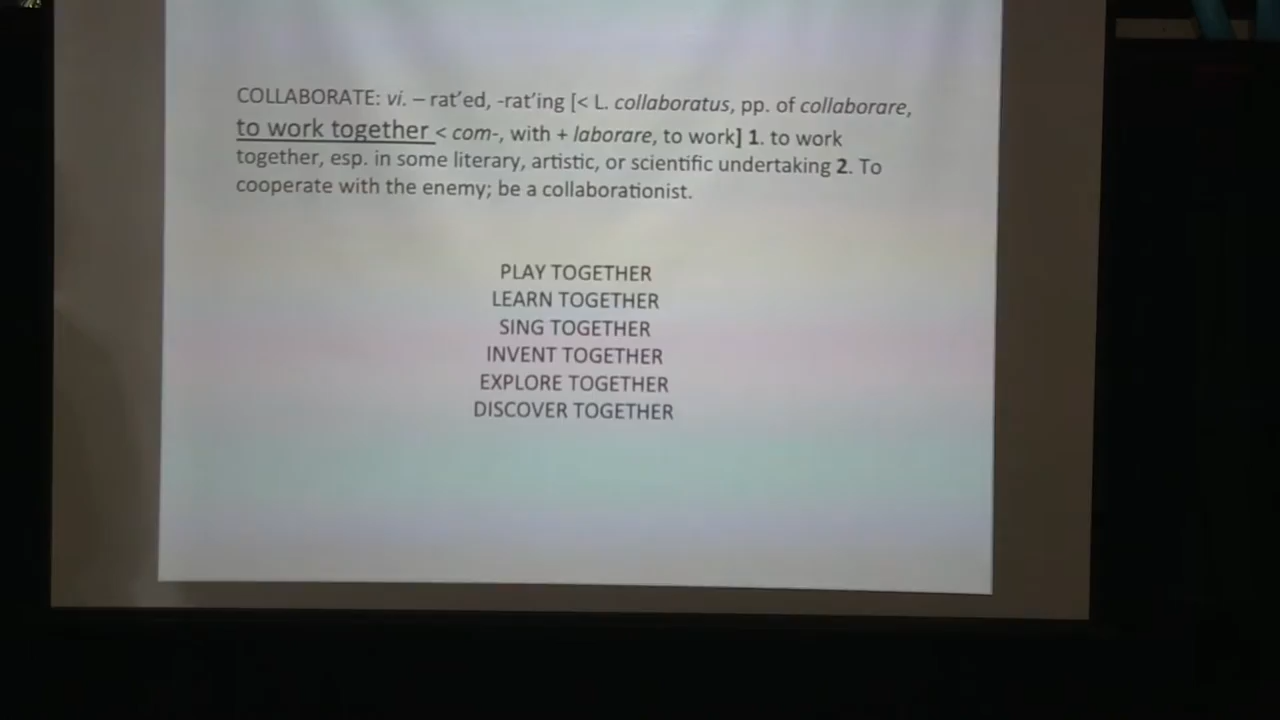 COLLABORATE: vi. – rat’ed, -rat’ing [< L. collaboratus, pp. of collaborare,
to work together < com-, with + laborare, to work] 1. to work
together, esp. in some literary, artistic, or scientific undertaking 2. To
cooperate with the enemy; be a collaborationist.
PLAY TOGETHER
LEARN TOGETHER
SING TOGETHER
INVENT TOGETHER
EXPLORE TOGETHER
DISCOVER TOGETHER